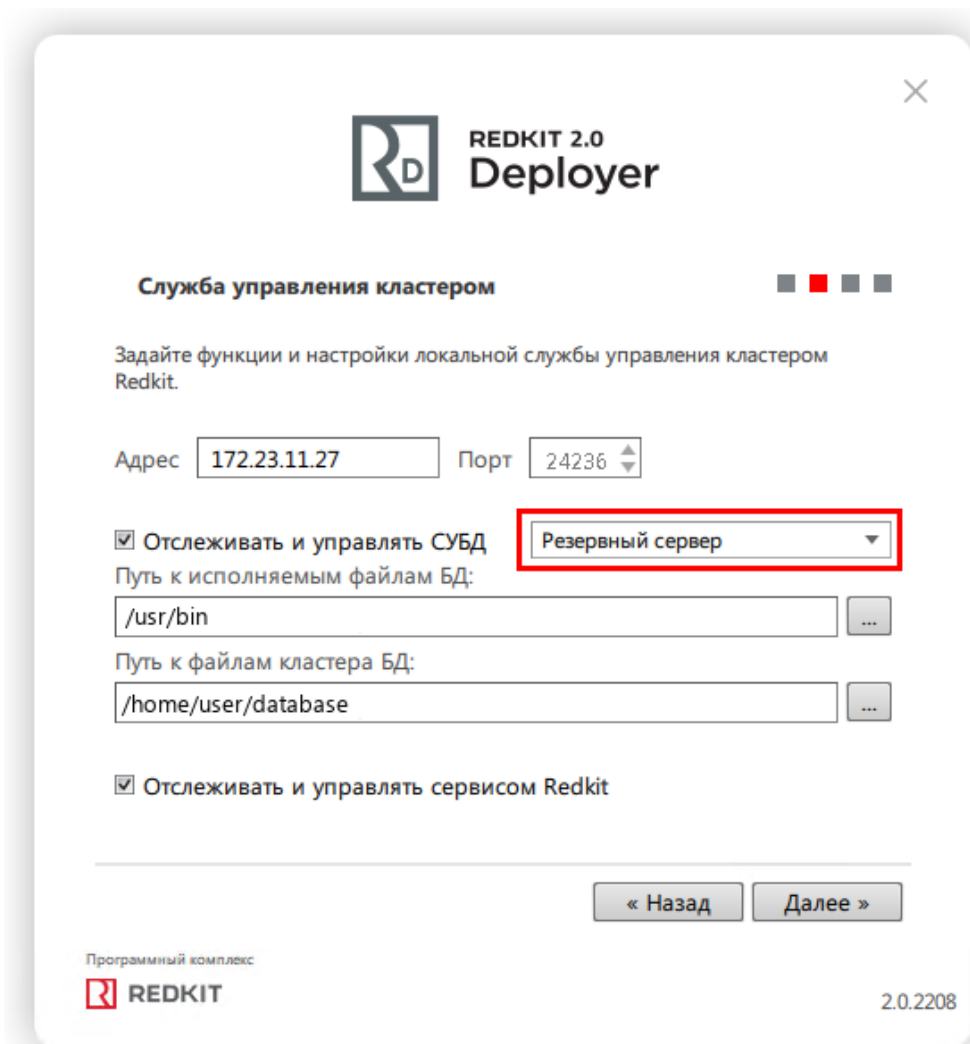 RD
REDKIT 2.0
Deployer
Служба управления кластером
Задайте функции и настройки локальной службы управления кластером
Redkit.
Адрес 172.23.11.27 Порт 24236
Отслеживать и управлять СУБД Резервный сервер
Путь к исполняемым файлам БД:
/usr/bin ...
Путь к файлам кластера БД:
/home/user/database ...
Отслеживать и управлять сервисом Redkit
« Назад Далее »
Программный комплекс
R REDKIT
2.0.2208